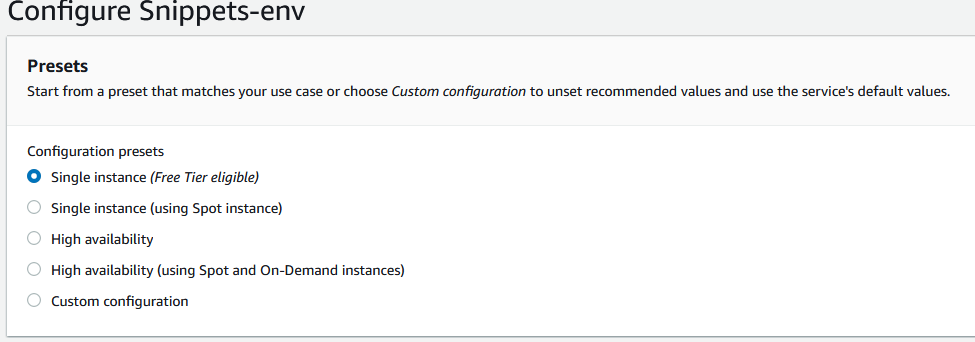 Configure Snippets-env
Presets
Start from a preset that matches your use case or choose Custom configuration to unset recommended values and use the service's default values.
Configuration presets
Single instance (Free Tier eligible)
Single instance (using Spot instance)
High availability
High availability (using Spot and On-Demand instances)
Custom configuration